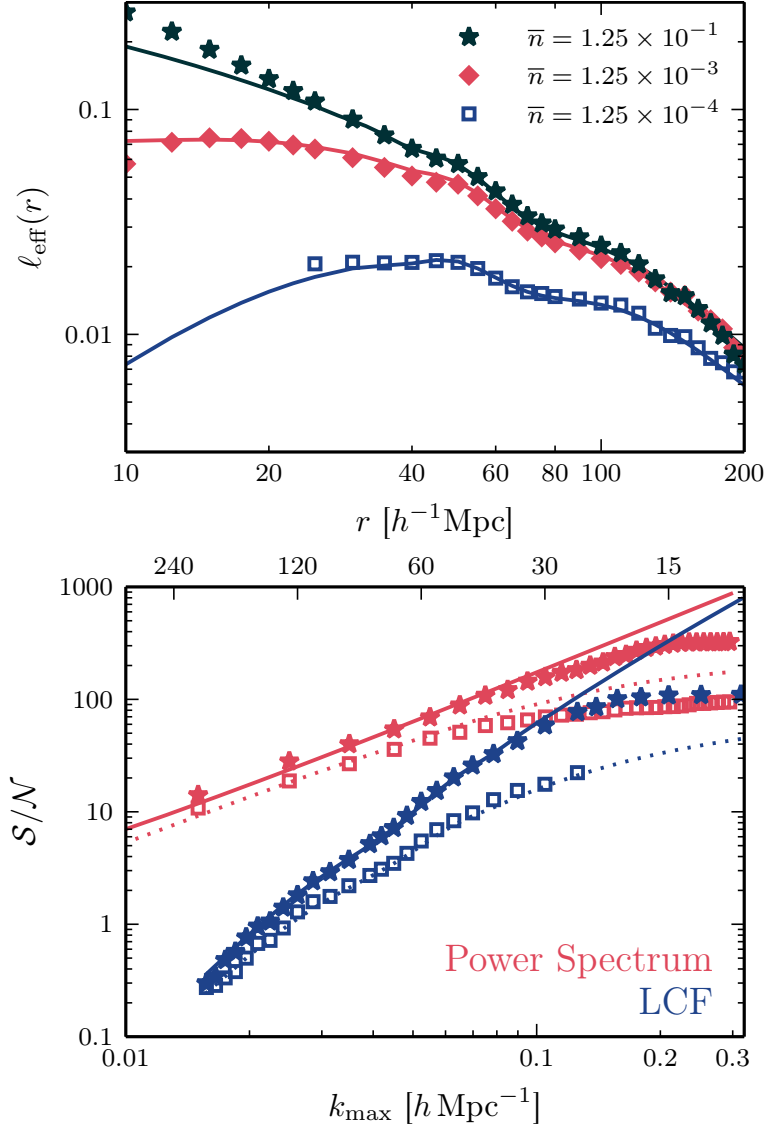 0.1
0.01
ℓeff(r)
n̅ = 1.25 × 10⁻¹
n̅ = 1.25 × 10⁻³
n̅ = 1.25 × 10⁻⁴
10 20 40 60 80 100 200
r [h⁻¹Mpc]
240 120 60 30 15
1000
100
10
1
0.1
S/N
Power Spectrum
LCF
0.01 0.1 0.2 0.3
kmax [h Mpc⁻¹]